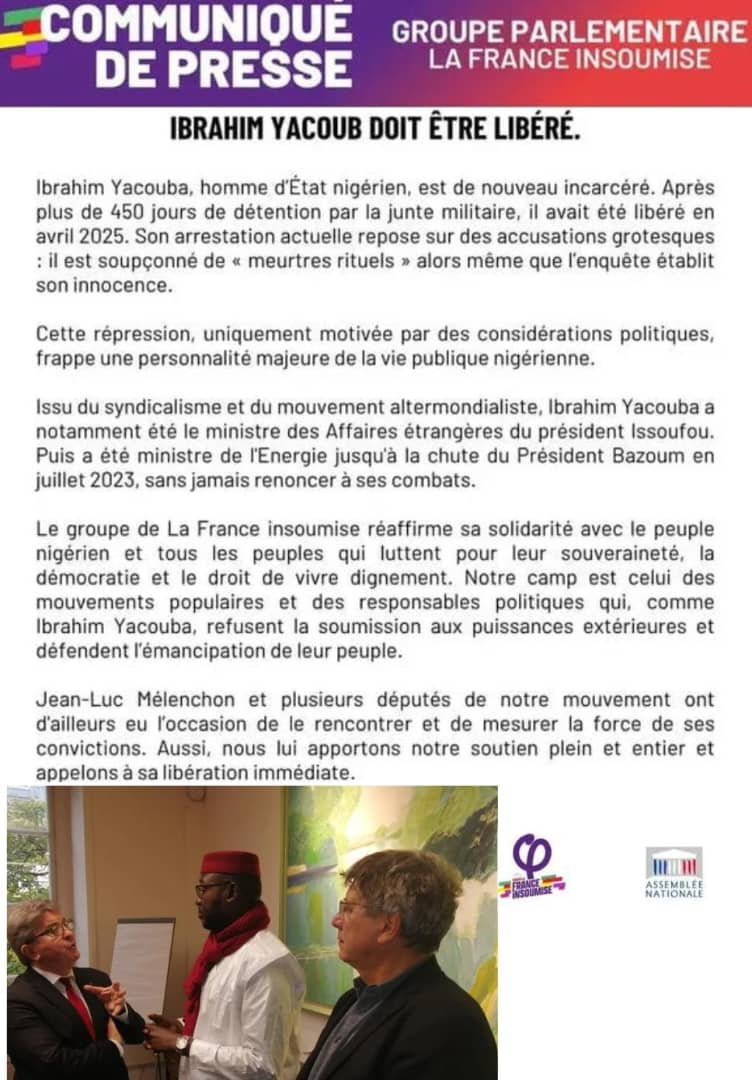 COMMUNIQUÉ
DE PRESSE
GROUPE PARLEMENTAIRE
LA FRANCE INSOUMISE
IBRAHIM YACOUB DOIT ÊTRE LIBÉRÉ.
Ibrahim Yacouba, homme d'État nigérien, est de nouveau incarcéré. Après
plus de 450 jours de détention par la junte militaire, il avait été libéré en
avril 2025. Son arrestation actuelle repose sur des accusations grotesques
: il est soupçonné de « meurtres rituels » alors même que l'enquête établit
son innocence.
Cette répression, uniquement motivée par des considérations politiques,
frappe une personnalité majeure de la vie publique nigérienne.
Issu du syndicalisme et du mouvement altermondialiste, Ibrahim Yacouba a
notamment été le ministre des Affaires étrangères du président Issoufou.
Puis a été ministre de l'Energie jusqu'à la chute du Président Bazoum en
juillet 2023, sans jamais renoncer à ses combats.
Le groupe de La France insoumise réaffirme sa solidarité avec le peuple
nigérien et tous les peuples qui luttent pour leur souveraineté, la
démocratie et le droit de vivre dignement. Notre camp est celui des
mouvements populaires et des responsables politiques qui, comme
Ibrahim Yacouba, refusent la soumission aux puissances extérieures et
défendent l'émancipation de leur peuple.
Jean-Luc Mélenchon et plusieurs députés de notre mouvement ont
d'ailleurs eu l'occasion de le rencontrer et de mesurer la force de ses
convictions. Aussi, nous lui apportons notre soutien plein et entier et
appelons à sa libération immédiate.
FRANCE
INSOUMISE
ASSEMBLÉE
NATIONALE